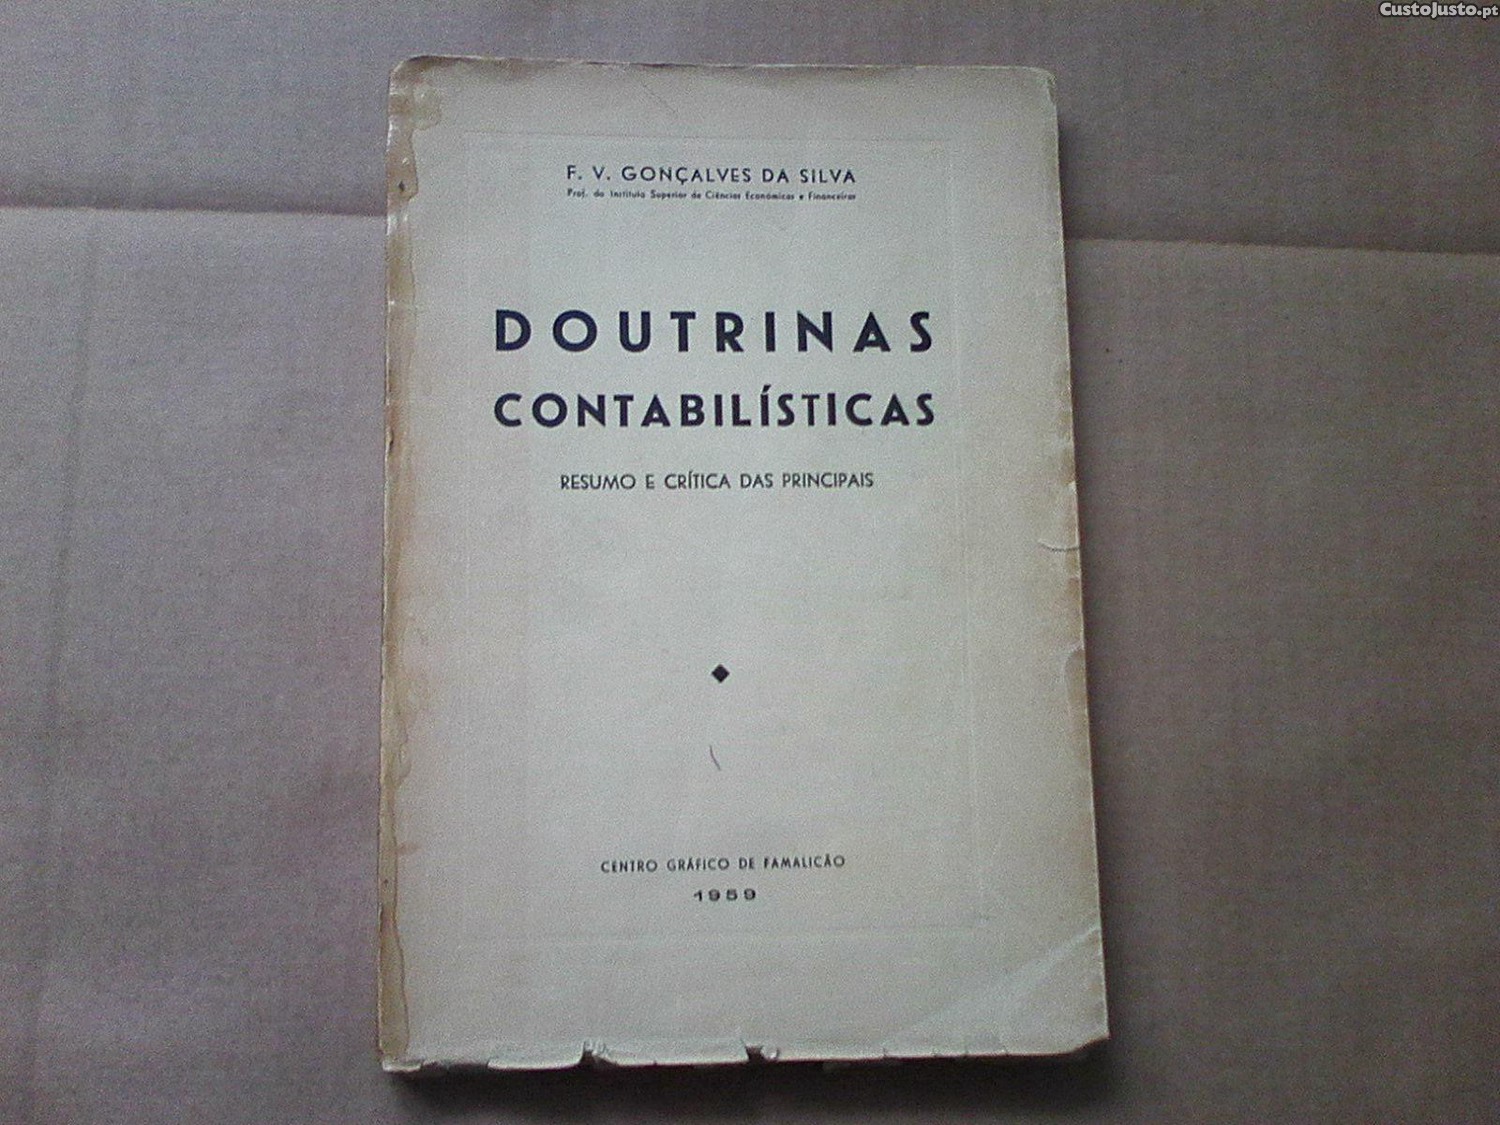 CustoJusto.pt
F. V. GONÇALVES DA SILVA
Prof. do Instituto Superior de Ciências Económicas e Financeiras
DOUTRINAS
CONTABILÍSTICAS
RESUMO E CRÍTICA DAS PRINCIPAIS
CENTRO GRÁFICO DE FAMALICÃO
1959